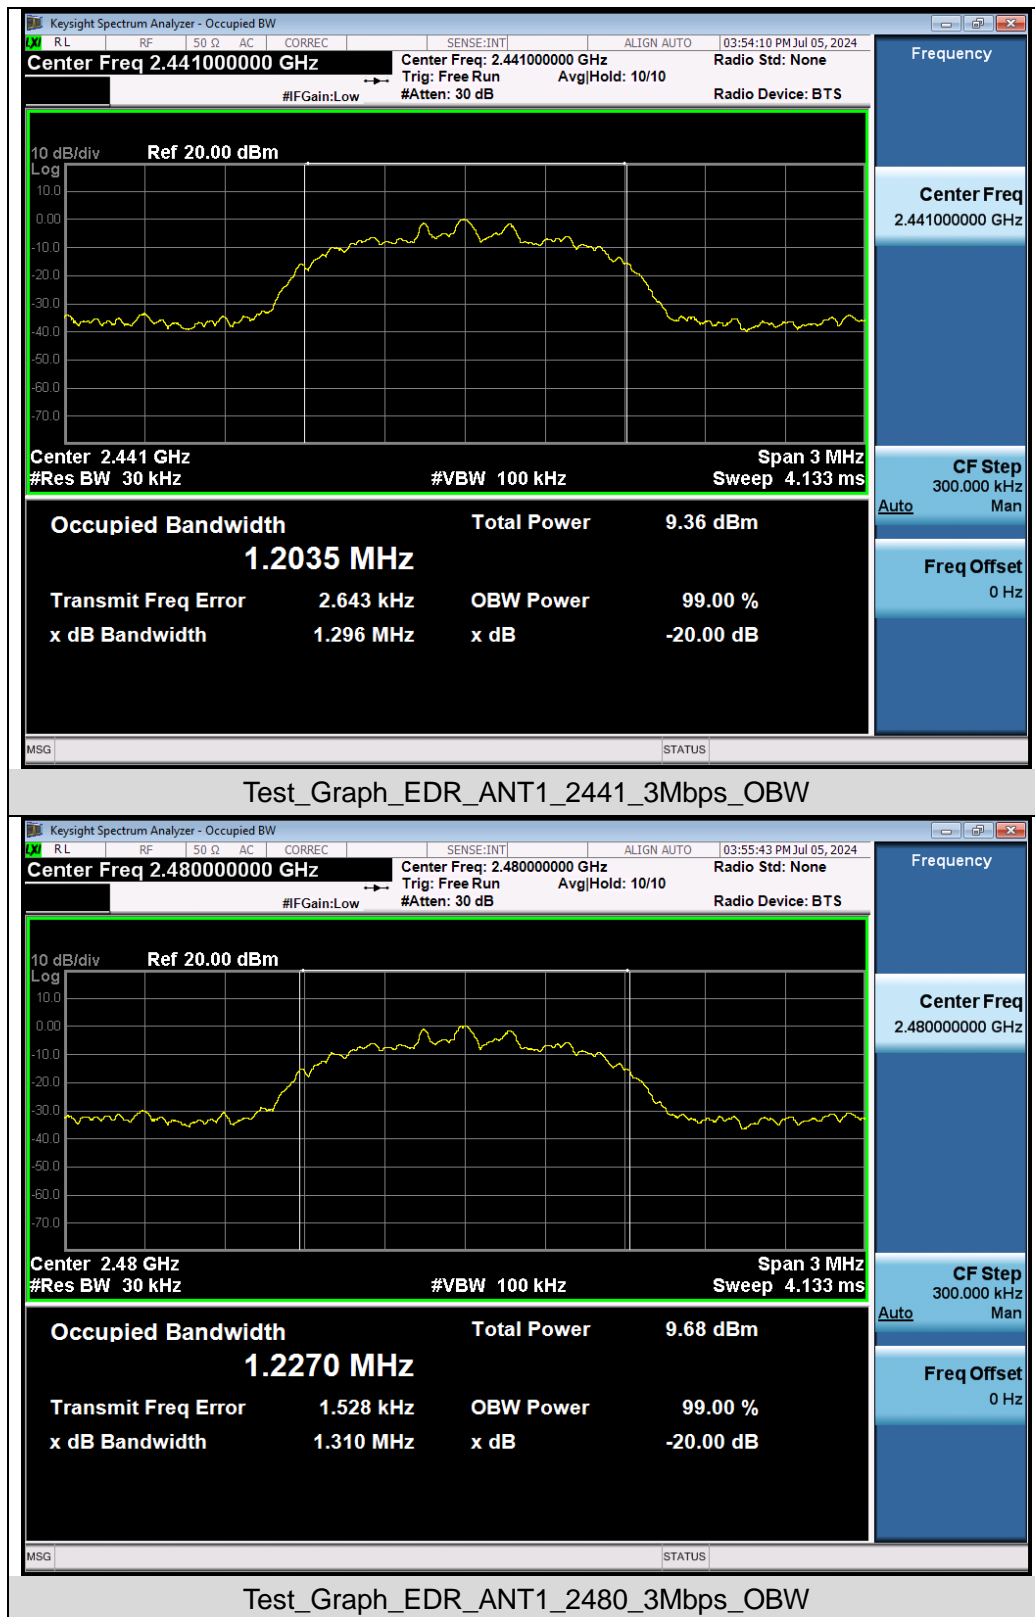 Keysight Spectrum Analyzer - Occupied BW
LXI RL RF 50 Ω AC CORREC SENSE:INT ALIGN AUTO 03:54:10 PM Jul 05, 2024
Center Freq 2.441000000 GHz
Center Freq: 2.441000000 GHz Radio Std: None
Trig: Free Run Avg|Hold: 10/10
#IFGain:Low #Atten: 30 dB Radio Device: BTS
Frequency
10 dB/div Ref 20.00 dBm
Log
10.0
0.00
-10.0
-20.0
-30.0
-40.0
-50.0
-60.0
-70.0
Center Freq
2.441000000 GHz
Center 2.441 GHz Span 3 MHz
#Res BW 30 kHz #VBW 100 kHz Sweep 4.133 ms
CF Step
300.000 kHz
Auto Man
Occupied Bandwidth Total Power 9.36 dBm
1.2035 MHz
Transmit Freq Error 2.643 kHz OBW Power 99.00 %
x dB Bandwidth 1.296 MHz x dB -20.00 dB
Freq Offset
0 Hz
MSG STATUS
Test_Graph_EDR_ANT1_2441_3Mbps_OBW
Keysight Spectrum Analyzer - Occupied BW
LXI RL RF 50 Ω AC CORREC SENSE:INT ALIGN AUTO 03:55:43 PM Jul 05, 2024
Center Freq 2.480000000 GHz
Center Freq: 2.480000000 GHz Radio Std: None
Trig: Free Run Avg|Hold: 10/10
#IFGain:Low #Atten: 30 dB Radio Device: BTS
Frequency
10 dB/div Ref 20.00 dBm
Log
10.0
0.00
-10.0
-20.0
-30.0
-40.0
-50.0
-60.0
-70.0
Center Freq
2.480000000 GHz
Center 2.48 GHz Span 3 MHz
#Res BW 30 kHz #VBW 100 kHz Sweep 4.133 ms
CF Step
300.000 kHz
Auto Man
Occupied Bandwidth Total Power 9.68 dBm
1.2270 MHz
Transmit Freq Error 1.528 kHz OBW Power 99.00 %
x dB Bandwidth 1.310 MHz x dB -20.00 dB
Freq Offset
0 Hz
MSG STATUS
Test_Graph_EDR_ANT1_2480_3Mbps_OBW